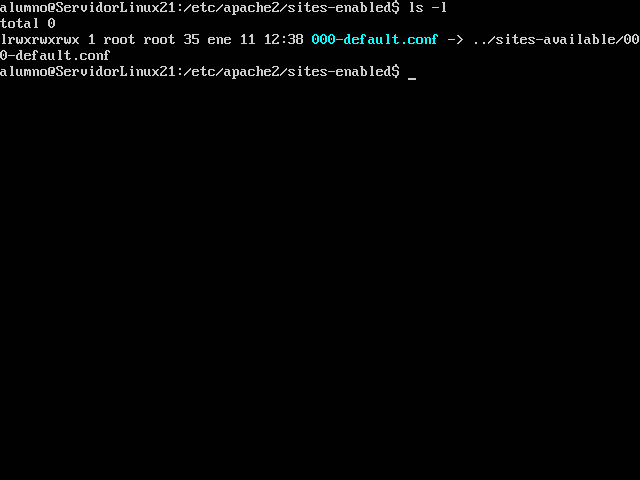 alumno@ServidorLinux21:/etc/apache2/sites-enabled$ ls -l
total 0
lrwxrwxrwx 1 root root 35 ene 11 12:38 000-default.conf -> ../sites-available/00
0-default.conf
alumno@ServidorLinux21:/etc/apache2/sites-enabled$ _